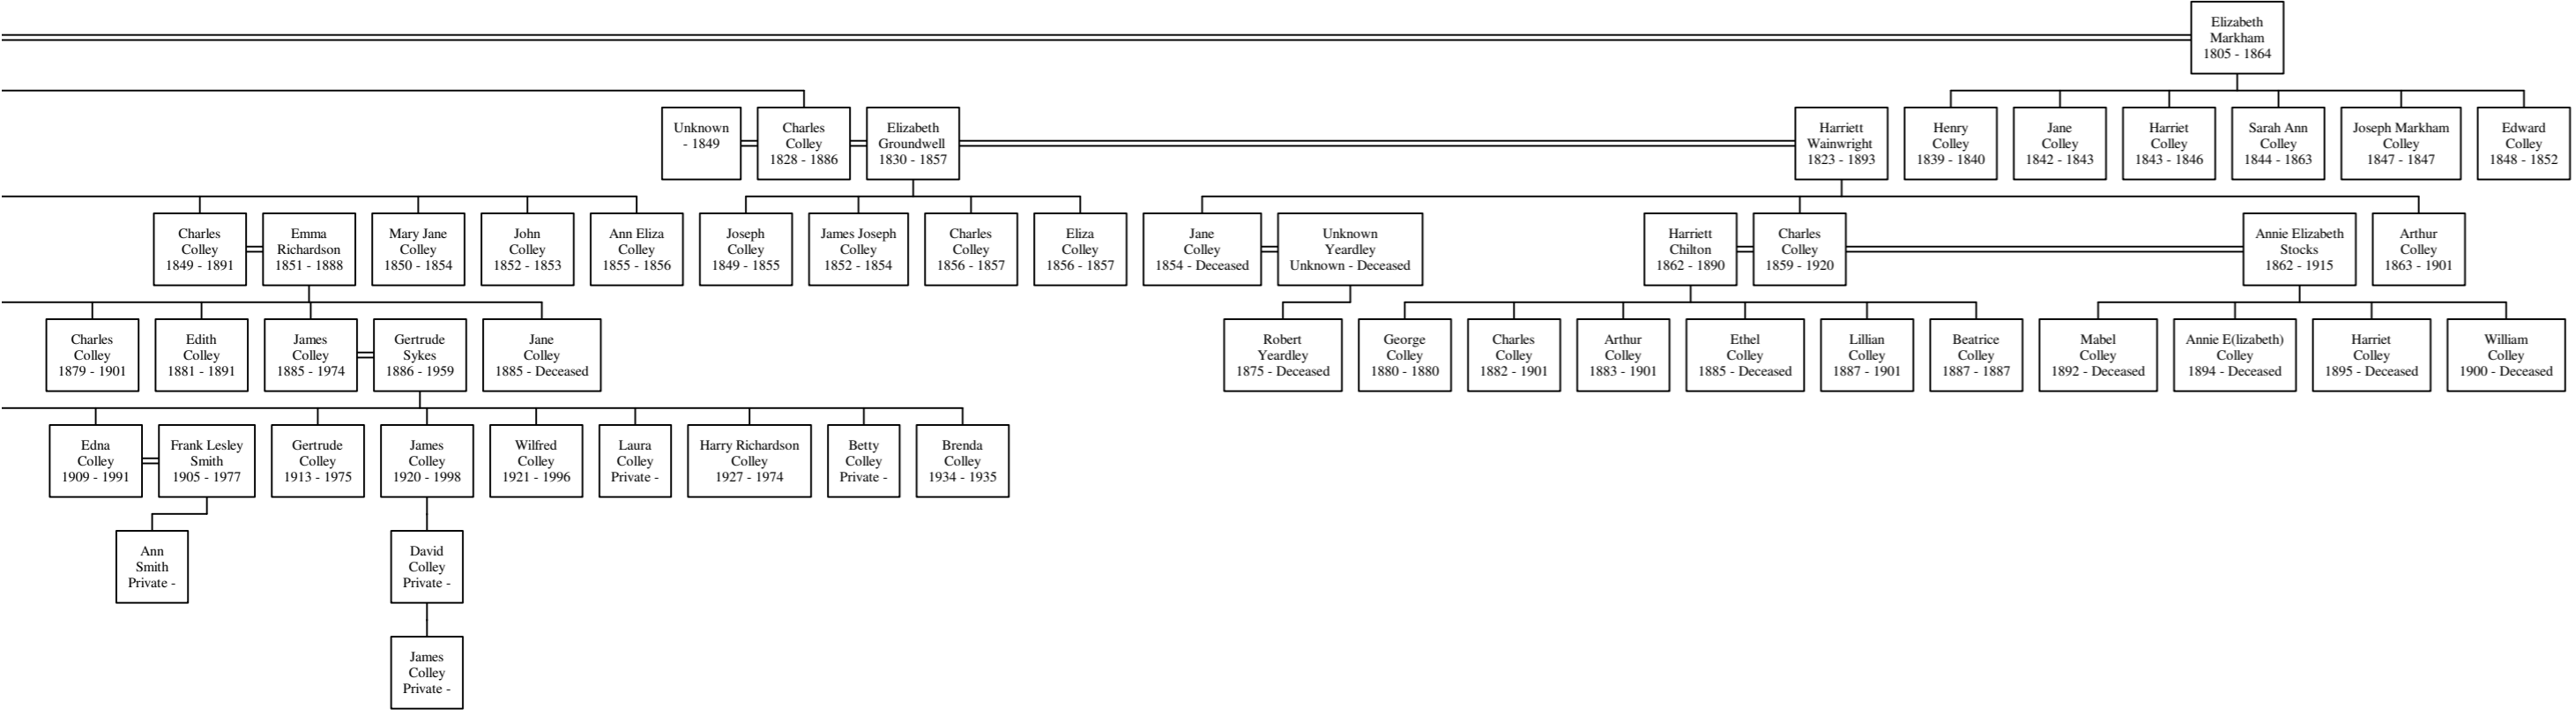 Elizabeth
Markham
1805 - 1864
Unknown
- 1849
Charles
Colley
1828 - 1886
Elizabeth
Groundwell
1830 - 1857
Harriett
Wainwright
1823 - 1893
Henry
Colley
1839 - 1840
Jane
Colley
1842 - 1843
Harriet
Colley
1843 - 1846
Sarah Ann
Colley
1844 - 1863
Joseph Markham
Colley
1847 - 1847
Edward
Colley
1848 - 1852
Charles
Colley
1849 - 1891
Emma
Richardson
1851 - 1888
Mary Jane
Colley
1850 - 1854
John
Colley
1852 - 1853
Ann Eliza
Colley
1855 - 1856
Joseph
Colley
1849 - 1855
James Joseph
Colley
1852 - 1854
Charles
Colley
1856 - 1857
Eliza
Colley
1856 - 1857
Jane
Colley
1854 - Deceased
Unknown
Yeardley
Unknown - Deceased
Harriett
Chilton
1862 - 1890
Charles
Colley
1859 - 1920
Annie Elizabeth
Stocks
1862 - 1915
Arthur
Colley
1863 - 1901
Charles
Colley
1879 - 1901
Edith
Colley
1881 - 1891
James
Colley
1885 - 1974
Gertrude
Sykes
1886 - 1959
Jane
Colley
1885 - Deceased
Robert
Yeardley
1875 - Deceased
George
Colley
1880 - 1880
Charles
Colley
1882 - 1901
Arthur
Colley
1883 - 1901
Ethel
Colley
1885 - Deceased
Lillian
Colley
1887 - 1901
Beatrice
Colley
1887 - 1887
Mabel
Colley
1892 - Deceased
Annie E(lizabeth)
Colley
1894 - Deceased
Harriet
Colley
1895 - Deceased
William
Colley
1900 - Deceased
Edna
Colley
1909 - 1991
Frank Lesley
Smith
1905 - 1977
Gertrude
Colley
1913 - 1975
James
Colley
1920 - 1998
Wilfred
Colley
1921 - 1996
Laura
Colley
Private -
Harry Richardson
Colley
1927 - 1974
Betty
Colley
Private -
Brenda
Colley
1934 - 1935
Ann
Smith
Private -
David
Colley
Private -
James
Colley
Private -